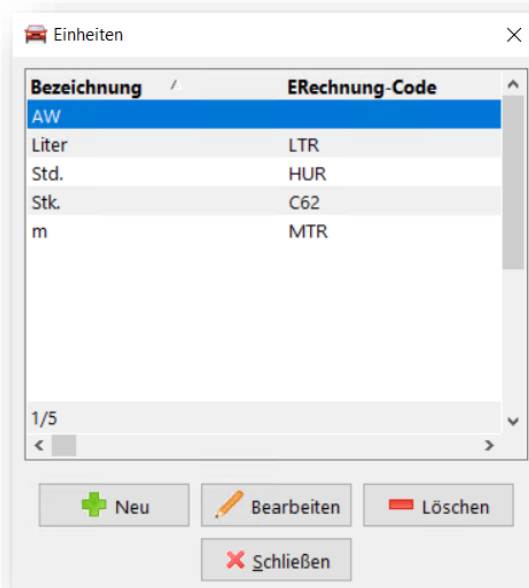 Einheiten
Bezeichnung ERechnung-Code
AW
Liter LTR
Std. HUR
Stk. C62
m MTR
1/5
Neu Bearbeiten Löschen
Schließen